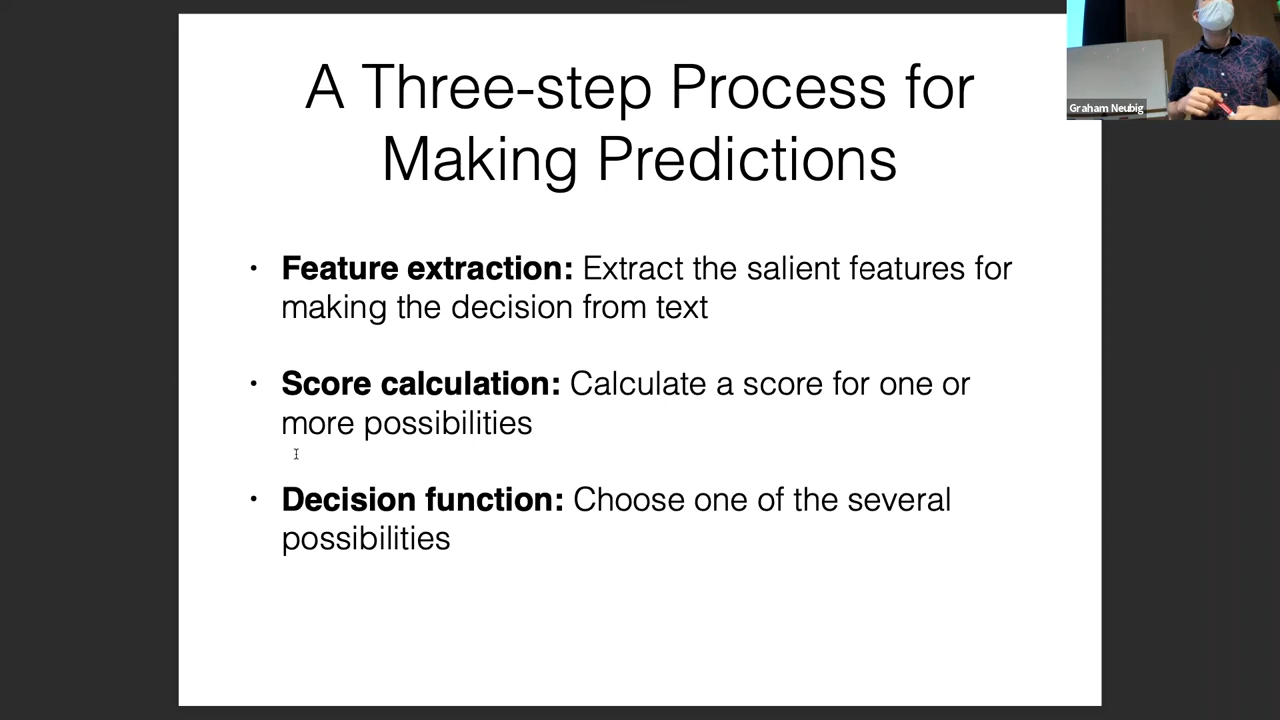 A Three-step Process for
Making Predictions
Graham Neubig
• Feature extraction: Extract the salient features for
making the decision from text
• Score calculation: Calculate a score for one or
more possibilities
• Decision function: Choose one of the several
possibilities